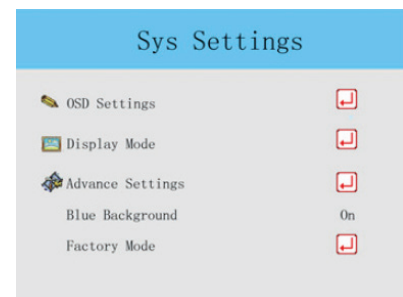 Sys Settings
OSD Settings
Display Mode
Advance Settings
Blue Background On
Factory Mode